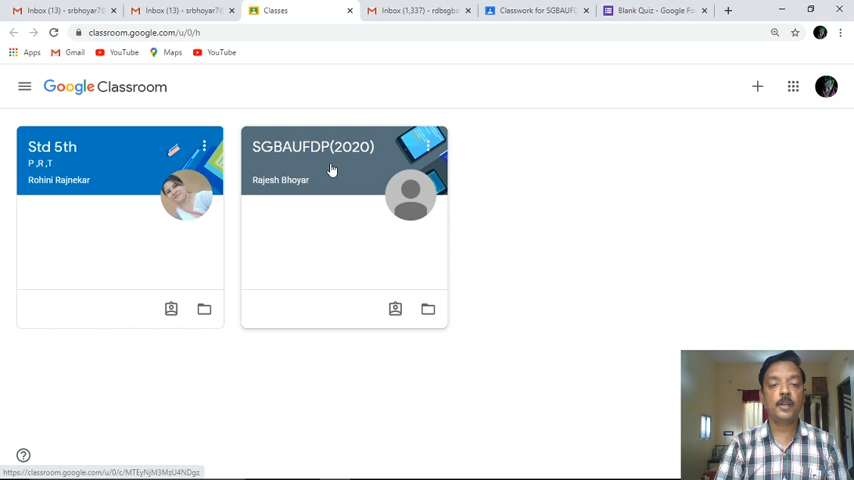 Inbox (13) - srbhoyar7@
Inbox (13) - srbhoyar7@
Classes
Inbox (1,337) - rdbsgba
Classwork for SGBAUFD
Blank Quiz - Google Fo
classroom.google.com/u/0/h
Apps
Gmail
YouTube
Maps
YouTube
Google Classroom
Std 5th
P ,R ,T
Rohini Rajnekar
SGBAUFDP(2020)
Rajesh Bhoyar
https://classroom.google.com/u/0/c/MTEyNjM3MzU4NDgz